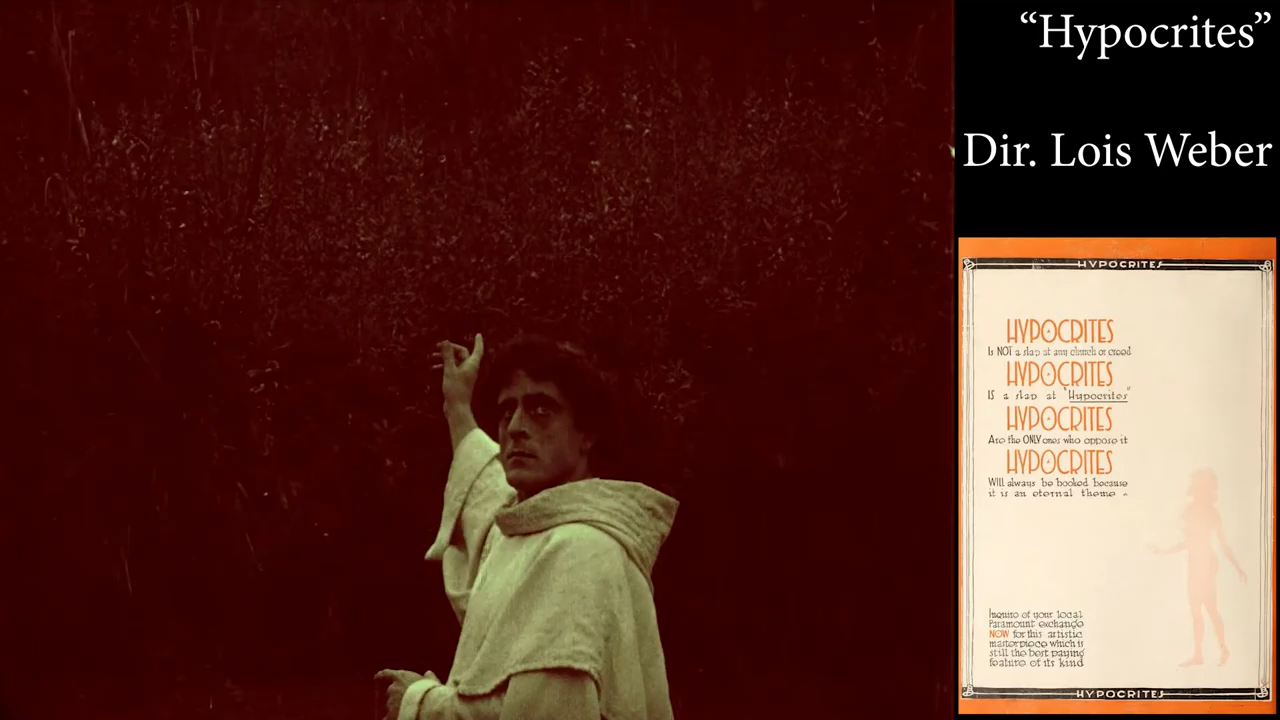 “Hypocrites”
Dir. Lois Weber
HYPOCRITES
HYPOCRITES
Is NOT a slap at any church or creed
HYPOCRITES
IS a slap at "Hypocrites"
HYPOCRITES
Are the ONLY ones who oppose it
HYPOCRITES
WILL always be booked because
it is an eternal theme -
Inquire of your local
Paramount exchange
NOW for this artistic
masterpiece which is
still the best paying
feature of its kind
HYPOCRITES